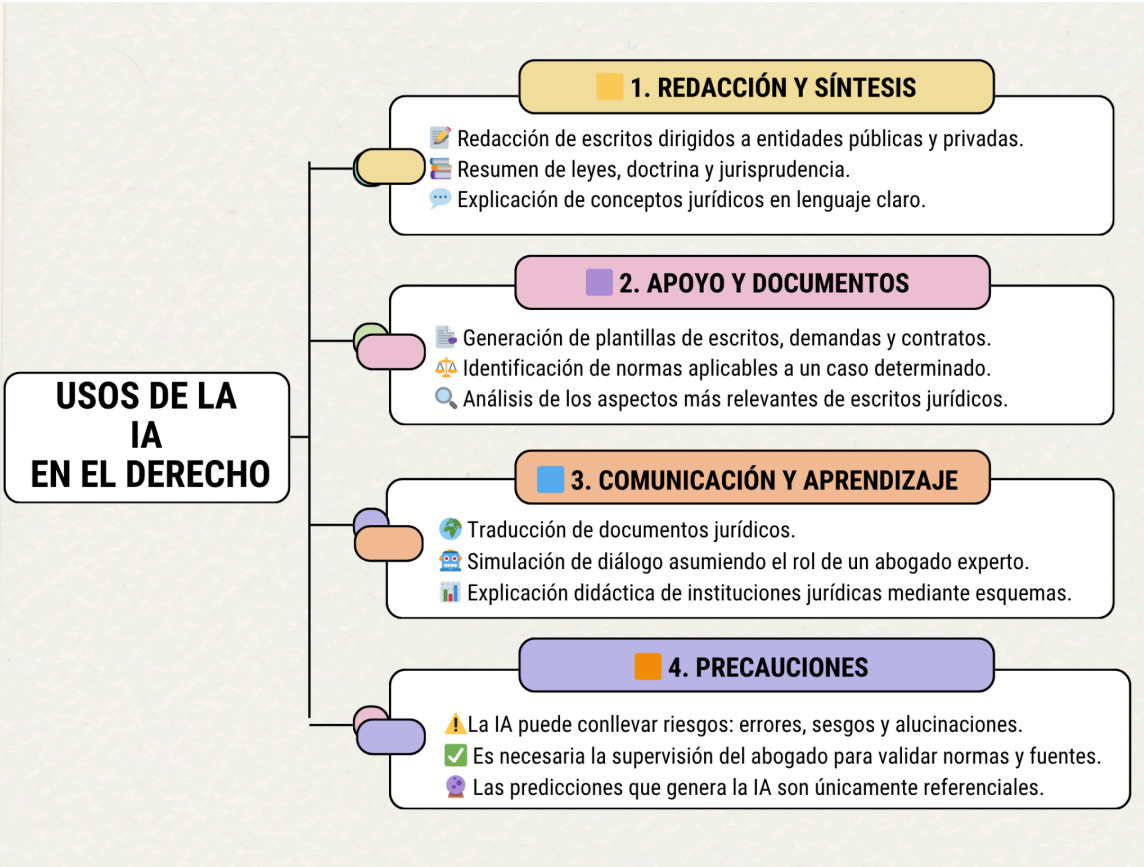 1. REDACCIÓN Y SÍNTESIS
Redacción de escritos dirigidos a entidades públicas y privadas.
Resumen de leyes, doctrina y jurisprudencia.
Explicación de conceptos jurídicos en lenguaje claro.
2. APOYO Y DOCUMENTOS
Generación de plantillas de escritos, demandas y contratos.
Identificación de normas aplicables a un caso determinado.
Análisis de los aspectos más relevantes de escritos jurídicos.
USOS DE LA
IA
EN EL DERECHO
3. COMUNICACIÓN Y APRENDIZAJE
Traducción de documentos jurídicos.
Simulación de diálogo asumiendo el rol de un abogado experto.
Explicación didáctica de instituciones jurídicas mediante esquemas.
4. PRECAUCIONES
La IA puede conllevar riesgos: errores, sesgos y alucinaciones.
Es necesaria la supervisión del abogado para validar normas y fuentes.
Las predicciones que genera la IA son únicamente referenciales.